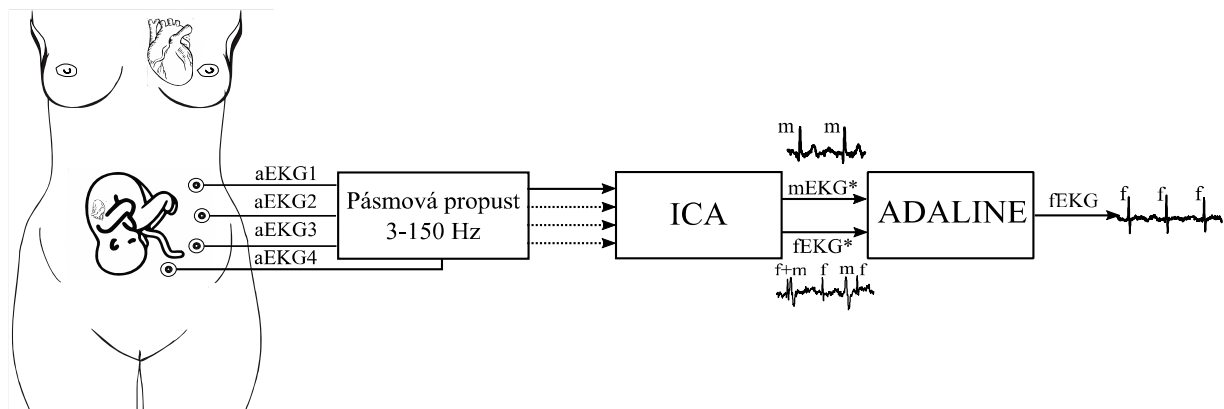 aEKG1
aEKG2
aEKG3
aEKG4
Pásmová propust
3-150 Hz
ICA
m m
mEKG*
fEKG*
f+m f m f
ADALINE
fEKG
f f f